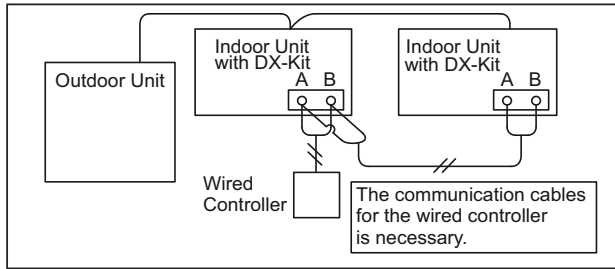 Outdoor Unit
Indoor Unit
with DX-Kit
A B
Indoor Unit
with DX-Kit
A B
Wired
Controller
The communication cables
for the wired controller
is necessary.